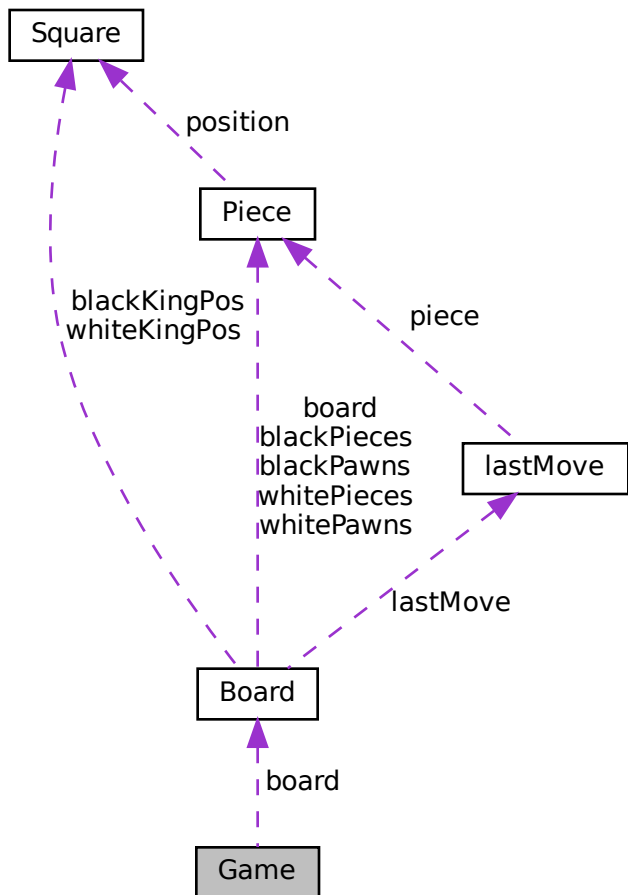 Square
position
Piece
blackKingPos
whiteKingPos
piece
board
blackPieces
blackPawns
whitePieces
whitePawns
lastMove
lastMove
Board
board
Game